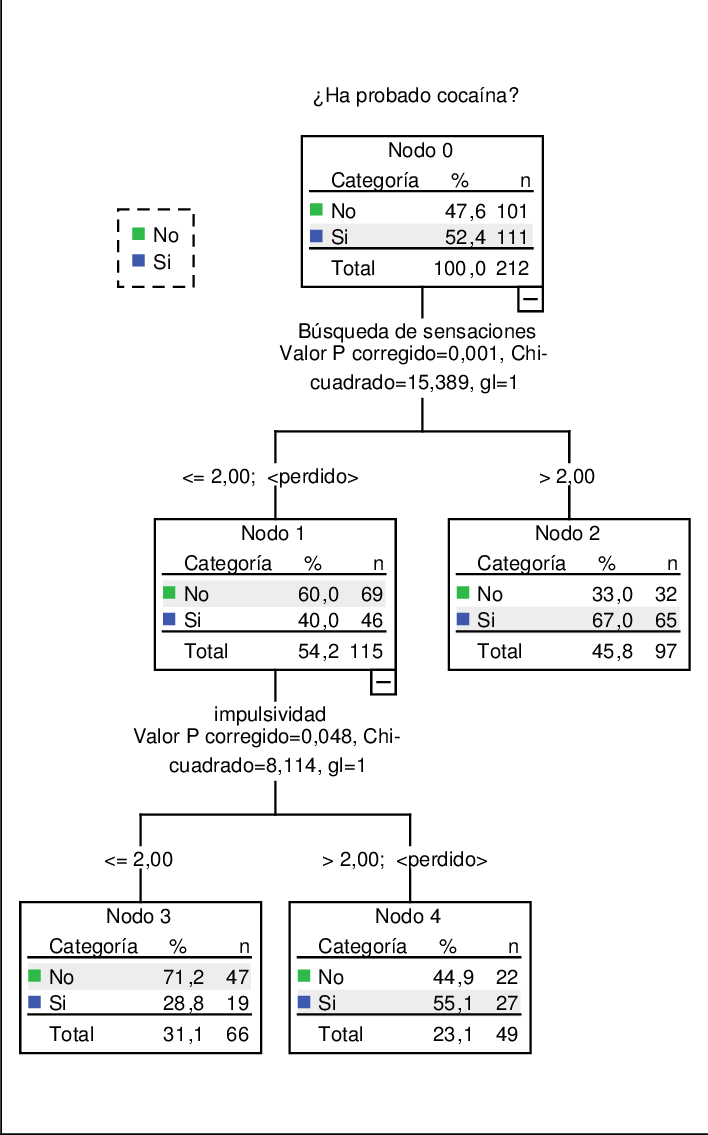 ¿Ha probado cocaína?
Nodo 0
Categoría % n
No 47,6 101
Si 52,4 111
Total 100,0 212
No
Si
Búsqueda de sensaciones
Valor P corregido=0,001, Chi-
cuadrado=15,389, gl=1
<= 2,00; <perdido>
> 2,00
Nodo 1
Categoría % n
No 60,0 69
Si 40,0 46
Total 54,2 115
Nodo 2
Categoría % n
No 33,0 32
Si 67,0 65
Total 45,8 97
impulsividad
Valor P corregido=0,048, Chi-
cuadrado=8,114, gl=1
<= 2,00
> 2,00; <perdido>
Nodo 3
Categoría % n
No 71,2 47
Si 28,8 19
Total 31,1 66
Nodo 4
Categoría % n
No 44,9 22
Si 55,1 27
Total 23,1 49